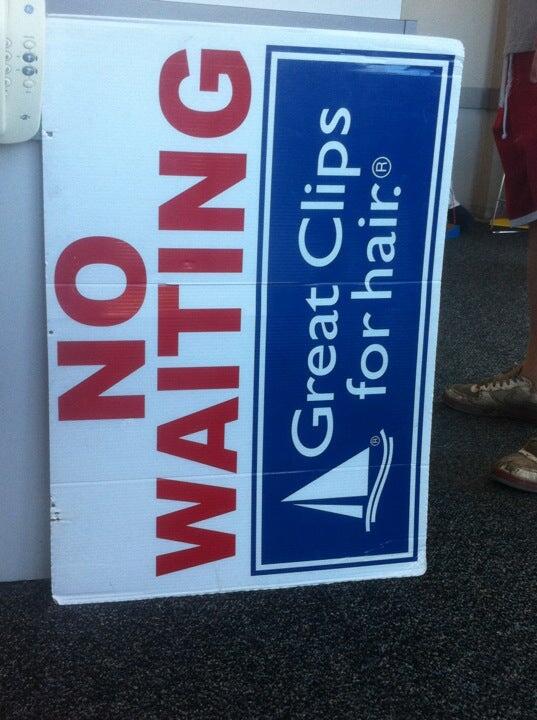 NO
WAITING
Great Clips
for hair.®